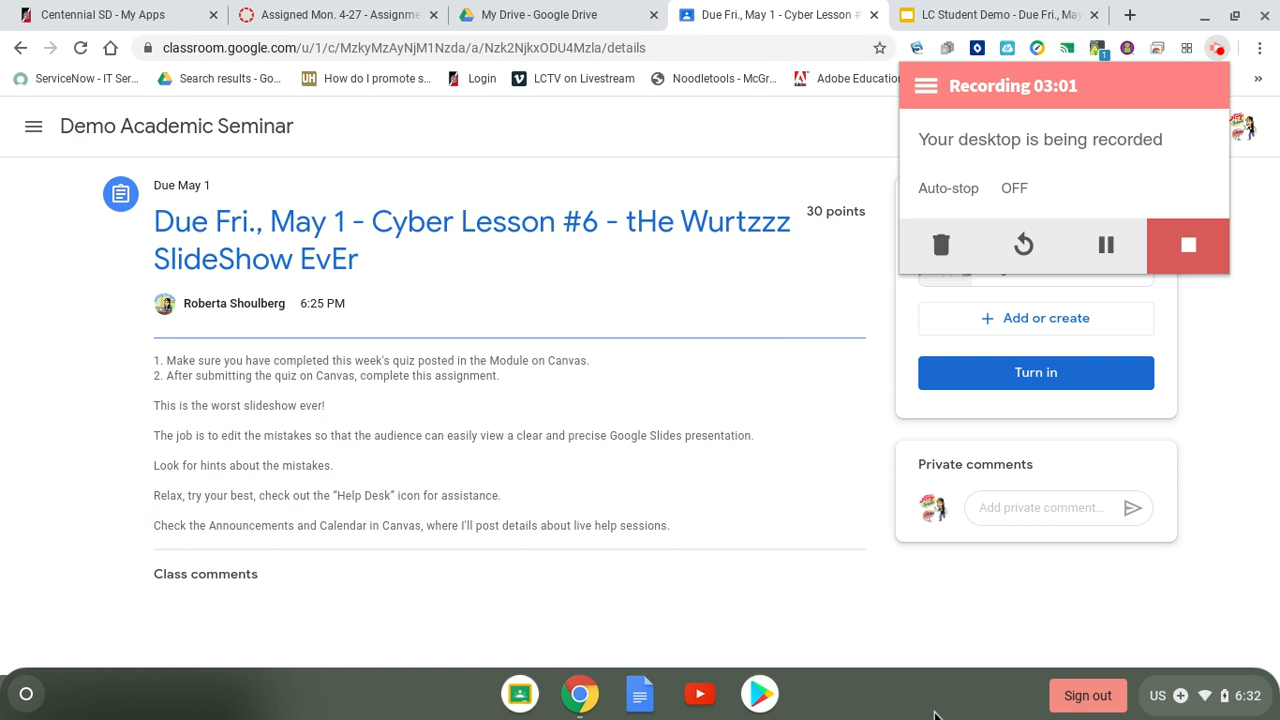 Centennial SD - My Apps
Assigned Mon. 4-27 - Assignme
My Drive - Google Drive
Due Fri., May 1 - Cyber Lesson #
LC Student Demo - Due Fri., May
classroom.google.com/u/1/c/MzkyMzAyNjM1Nzda/a/Nzk2NjkxODU4Mzla/details
1
ServiceNow - IT Ser...
Search results - Go...
UH How do I promote s...
Login
LCTV on Livestream
Noodletools - McGr...
Adobe Education
»
Recording 03:01
Your desktop is being recorded
Auto-stop OFF
Demo Academic Seminar
Due May 1
Due Fri., May 1 - Cyber Lesson #6 - tHe Wurtzzz
SlideShow EvEr
30 points
Roberta Shoulberg 6:25 PM
1. Make sure you have completed this week's quiz posted in the Module on Canvas.
2. After submitting the quiz on Canvas, complete this assignment.
This is the worst slideshow ever!
The job is to edit the mistakes so that the audience can easily view a clear and precise Google Slides presentation.
Look for hints about the mistakes.
Relax, try your best, check out the “Help Desk” icon for assistance.
Check the Announcements and Calendar in Canvas, where I'll post details about live help sessions.
Class comments
+ Add or create
Turn in
Private comments
Add private comment...
Sign out
US
6:32